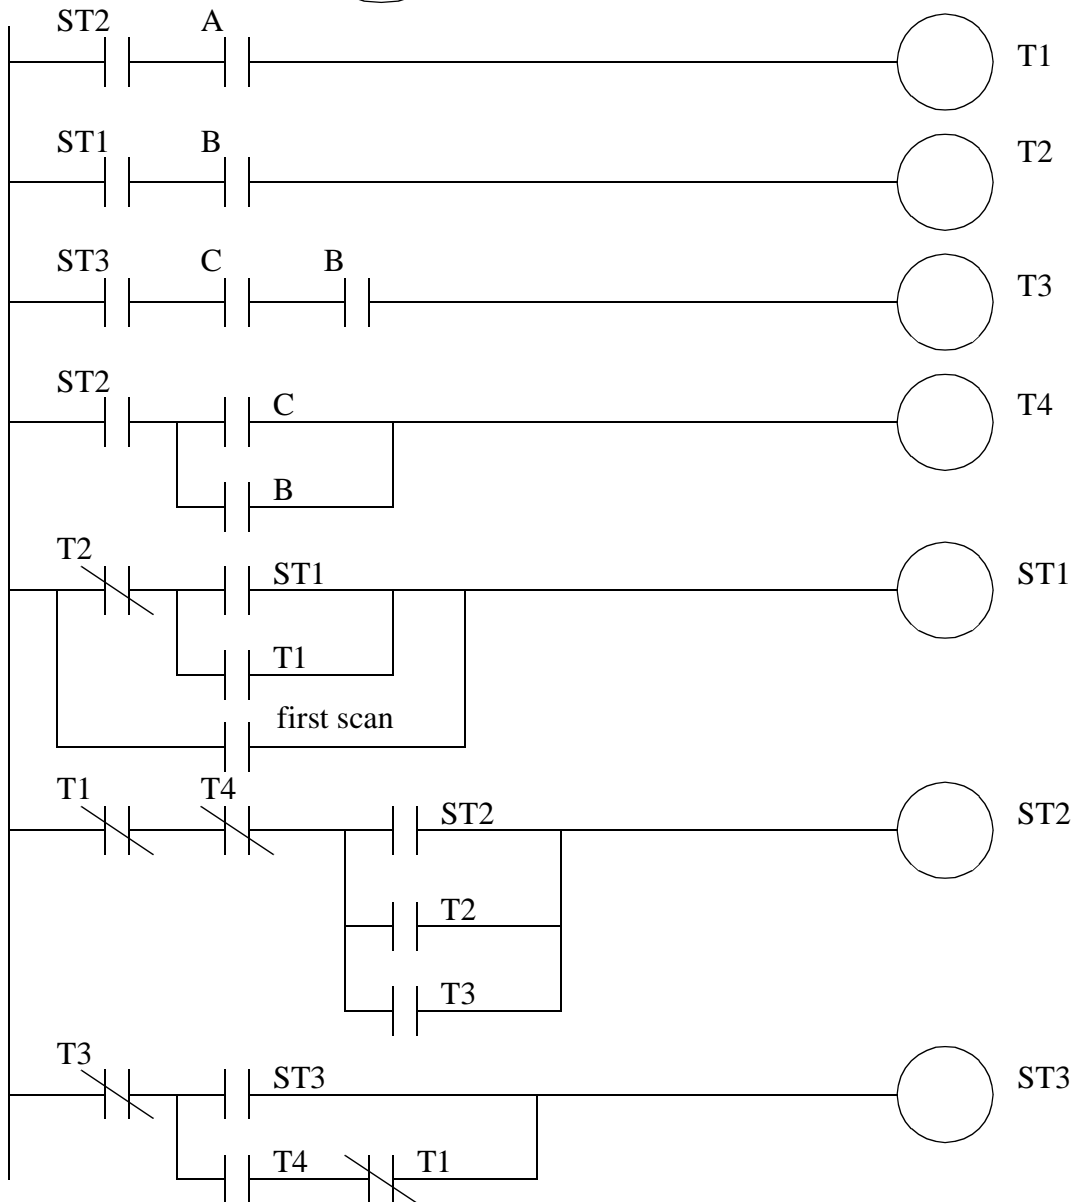 ST2 A T1
ST1 B T2
ST3 C B T3
ST2 C T4
B
T2 ST1 ST1
T1
first scan
T1 T4 ST2 ST2
T2
T3
T3 ST3 ST3
T4 T1